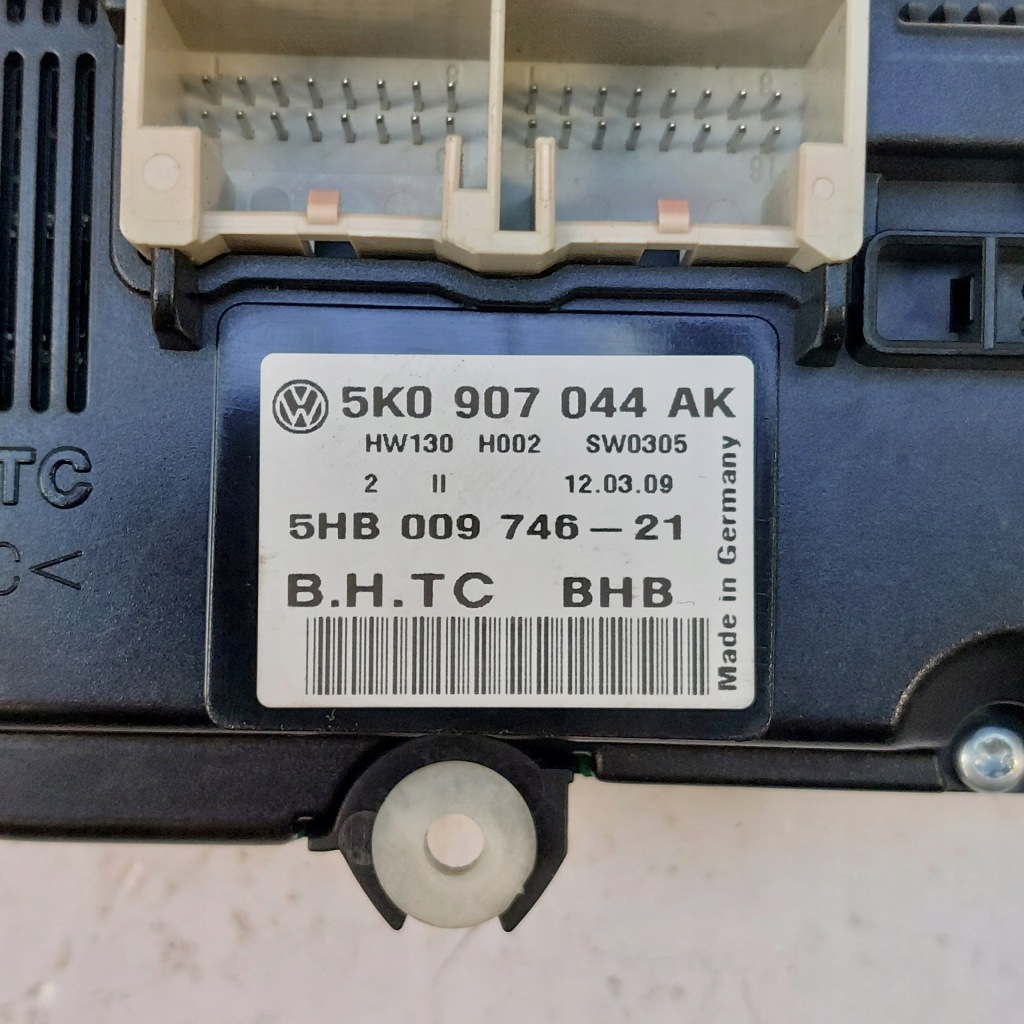 5K0 907 044 AK
HW130 H002 SW0305
2 II 12.03.09
5HB 009 746-21
B.H.TC BHB
Made in Germany
TC
C<